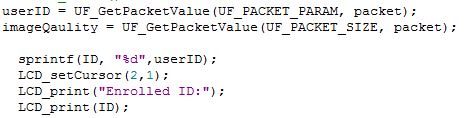 userID = UF_GetPacketValue(UF_PACKET_PARAM, packet);
imageQaulity = UF_GetPacketValue(UF_PACKET_SIZE, packet);
sprintf(ID, "%d",userID);
LCD_setCursor(2,1);
LCD_print("Enrolled ID:");
LCD_print(ID);